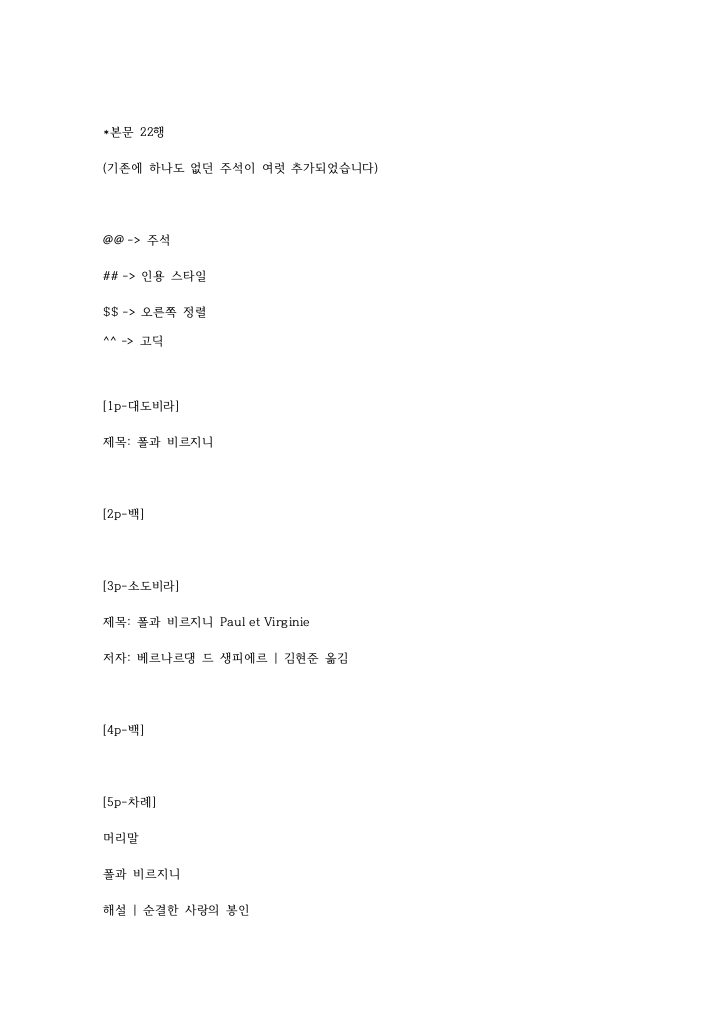 *본문 22행
(기존에 하나도 없던 주석이 여럿 추가되었습니다)
@@ -> 주석
## -> 인용 스타일
$$ -> 오른쪽 정렬
^^ -> 고딕
[1p-대도비라]
제목: 폴과 비르지니
[2p-백]
[3p-소도비라]
제목: 폴과 비르지니 Paul et Virginie
저자: 베르나르댕 드 생피에르 | 김현준 옮김
[4p-백]
[5p-차례]
머리말
폴과 비르지니
해설 | 순결한 사랑의 봉인